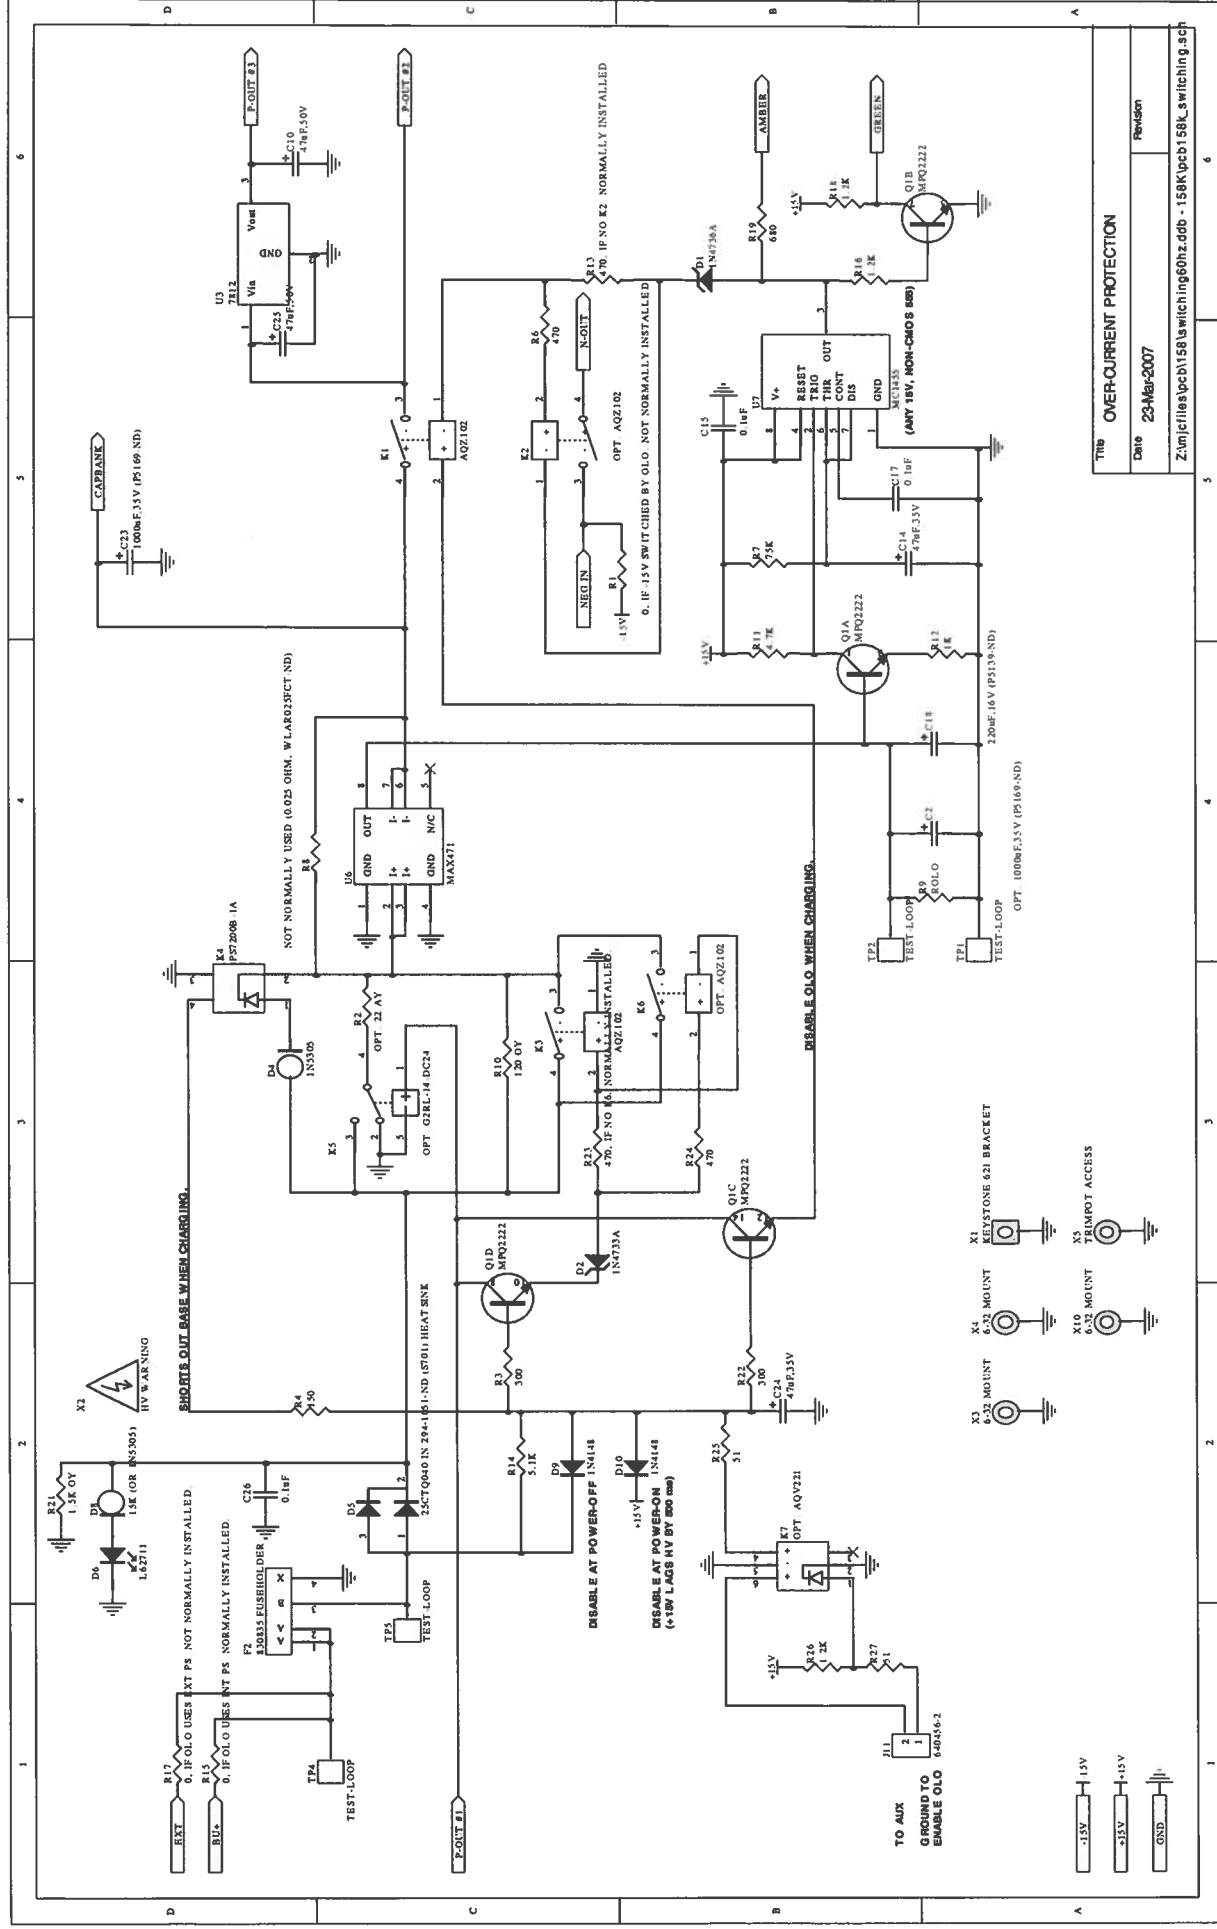 EXT
BU+
R17
0, IF OLO USES EXT PS NOT NORMALLY INSTALLED.
R15
0, IF OLO USES INT PS NORMALLY INSTALLED.
TP4
TEST-LOOP
R21
1.5K OY
D8
15K (OR 1N5305)
D6
L62711
F2
830835 FUSEHOLDER
C26
0.1uF
TP5
TEST-LOOP
D5
25CTQ040 IN 294-1051-ND (S701) HEATSINK
X2
HV WARNING
SHORTS OUT BASE WHEN CHARGING.
R4
150
K4
PS7200B-1A
D4
1N5305
NOT NORMALLY USED (0.025 OHM, WLAR025FCT-ND)
R8
R2
OPT 22 AY
K5
OPT G2RL-14-DC24
R10
120 OY
K3
AQZ102
K6
OPT. AQZ102
R23
470, IF NO K6 NORMALLY INSTALLED.
R24
470
U6
GND
I+
I+
GND
OUT
I-
I-
N/C
MAX471
CAPBANK
C23
1000uF,35V (P5169-ND)
K1
AQZ102
U3
7812
Vin
Vout
GND
C25
47uF,50V
C10
47uF,50V
P-OUT #3
P-OUT #2
K2
OPT. AQZ102
R6
470
N-OUT
NEG IN
R1
-15V
0, IF -15V SWITCHED BY OLO. NOT NORMALLY INSTALLED
R13
470, IF NO K2 NORMALLY INSTALLED
D1
1N4736A
AMBER
R19
680
GREEN
+15V
R18
1.2K
R16
1.2K
Q1B
MPQ2222
U7
V+
RESET
TRIG
THR
CONT
DIS
GND
OUT
MC1455
(ANY 15V, NON-CMOS 555)
C15
0.1uF
C17
0.1uF
R7
75K
C14
47uF,35V
+15V
R11
4.7K
Q1A
MPQ2222
R12
1K
C18
220uF,16V (P5139-ND)
C2
OPT. 1000uF,35V (P5169-ND)
R9
ROLO
TP2
TEST-LOOP
TP1
TEST-LOOP
DISABLE OLO WHEN CHARGING.
P-OUT #1
Q1D
MPQ2222
D2
1N4733A
Q1C
MPQ2222
R3
300
R22
300
R14
5.1K
D9
1N4148
DISABLE AT POWER-OFF
D10
1N4148
+15V
DISABLE AT POWER-ON
(+15V LAGS HV BY 800 ms)
R25
51
C24
47uF,35V
K7
OPT AQV221
+15V
R26
1.2K
R27
51
J11
640456-2
TO AUX
GROUND TO
ENABLE OLO
X1
KEYSTONE 621 BRACKET
X3
6-32 MOUNT
X4
6-32 MOUNT
X5
TRIMPOT ACCESS
X10
6-32 MOUNT
-15V
-15V
+15V
+15V
GND
Title
OVER-CURRENT PROTECTION
Date
23-Mar-2007
Revision
Z:\mjcfiles\pcb\158\switching60hz.ddb - 158K\pcb158k_switching.sch